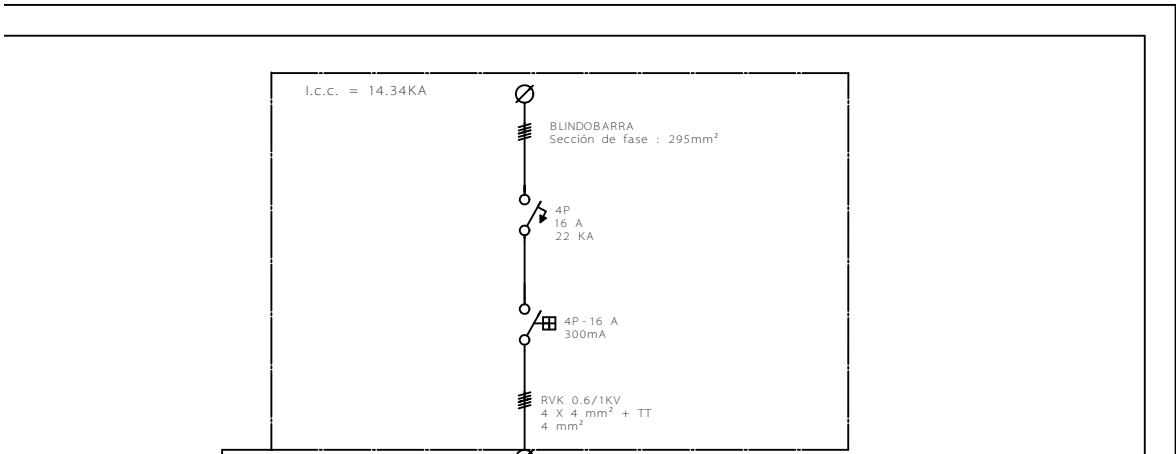 I.c.c. = 14.34KA
BLINDOBARRA
Sección de fase : 295mm²
4P
16 A
22 KA
4P-16 A
300mA
RVK 0.6/1KV
4 X 4 mm² + TT
4 mm²